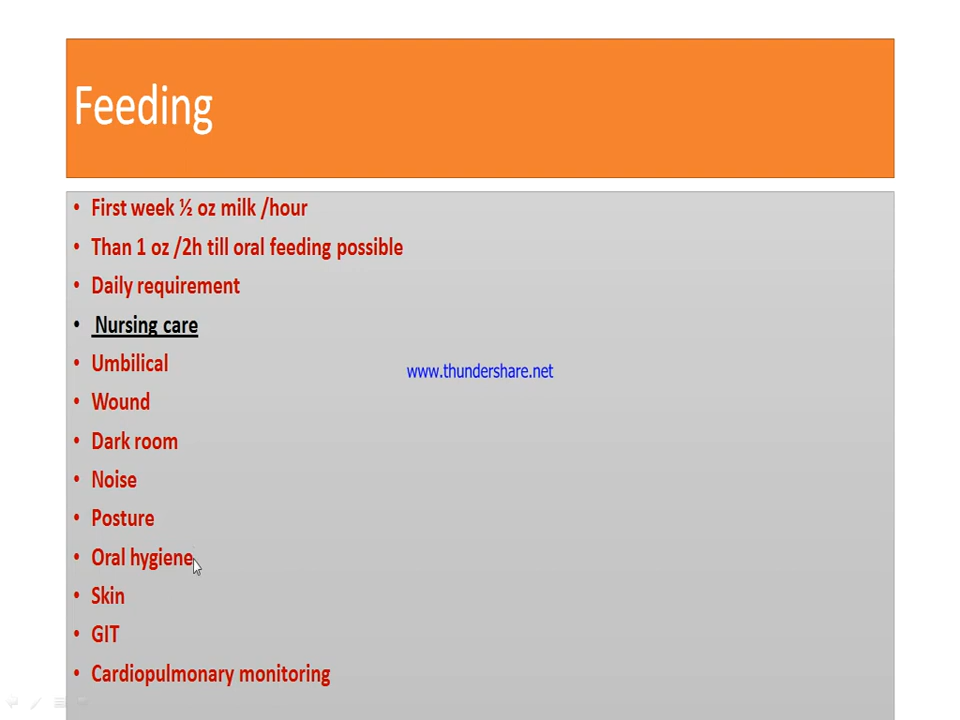 Feeding
• First week ½ oz milk /hour
• Than 1 oz /2h till oral feeding possible
• Daily requirement
• Nursing care
• Umbilical
www.thundershare.net
• Wound
• Dark room
• Noise
• Posture
• Oral hygiene
• Skin
• GIT
• Cardiopulmonary monitoring